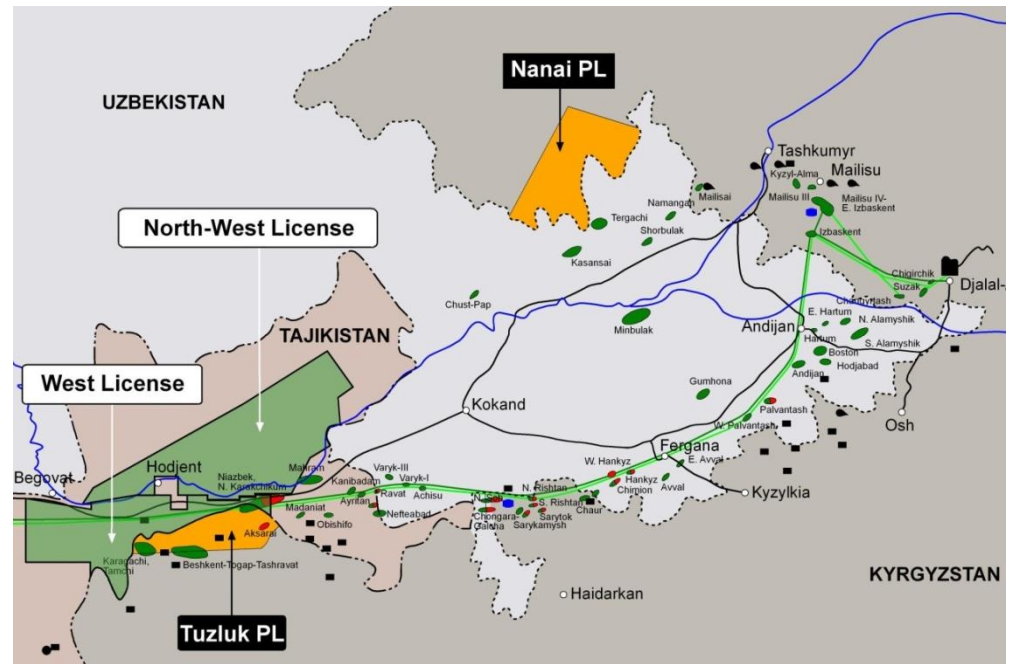 Nanai PL
UZBEKISTAN
Tashkumyr
Kyzyl-Alma
Mailisu
Mailisu III
Mailisu IV-
E. Izbaskent
Mailisai
Namangan
Tergachi
Shorbulak
Izbaskent
North-West License
Kasansai
Chigirchik
Suzak
Djalal-
Changyrtash
Chust-Pap
TAJIKISTAN
Minbulak
E. Hartum
N. Alamyshik
Andijan
Hartum
S. Alamyshik
Boston
Hodjabad
Andijan
West License
Gumhona
Kokand
Palvantash
W. Palvantash
Osh
Begovat
Hodjent
Mahram
Niazbek,
N. Karakchikum
Kanibadam
Varyk-III
Varyk-I
Fergana
E. Avval
W. Hankyz
Hankyz
Avval
Kyzylkia
Ayritan
Ravat
Achisu
Chimion
N. Rishtan
S. Rishtan
Chaur
Madaniat
Obishifo
Nefteabad
Chongara-
Galcha
Sarykamysh
Sarytok
Aksarai
Karagachi,
Tamchi
Beshkent-Togap-Tashravat
KYRGYZSTAN
Haidarkan
Tuzluk PL